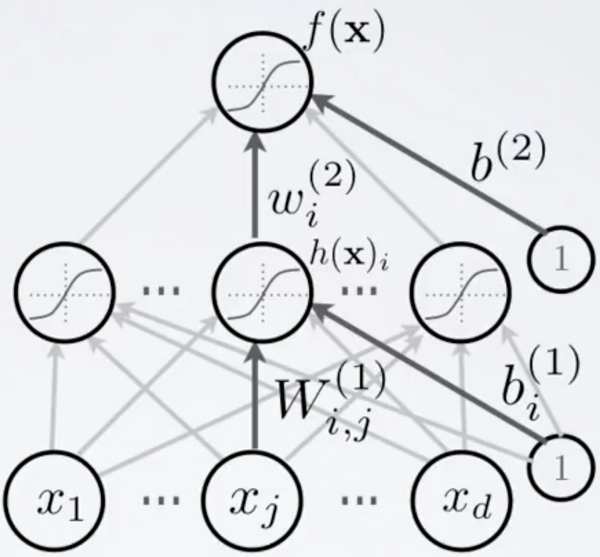 f(x)
b^{(2)}
w_i^{(2)}
1
h(x)_i
... ...
W_{i,j}^{(1)} b_i^{(1)}
1
x_1 ... x_j ... x_d